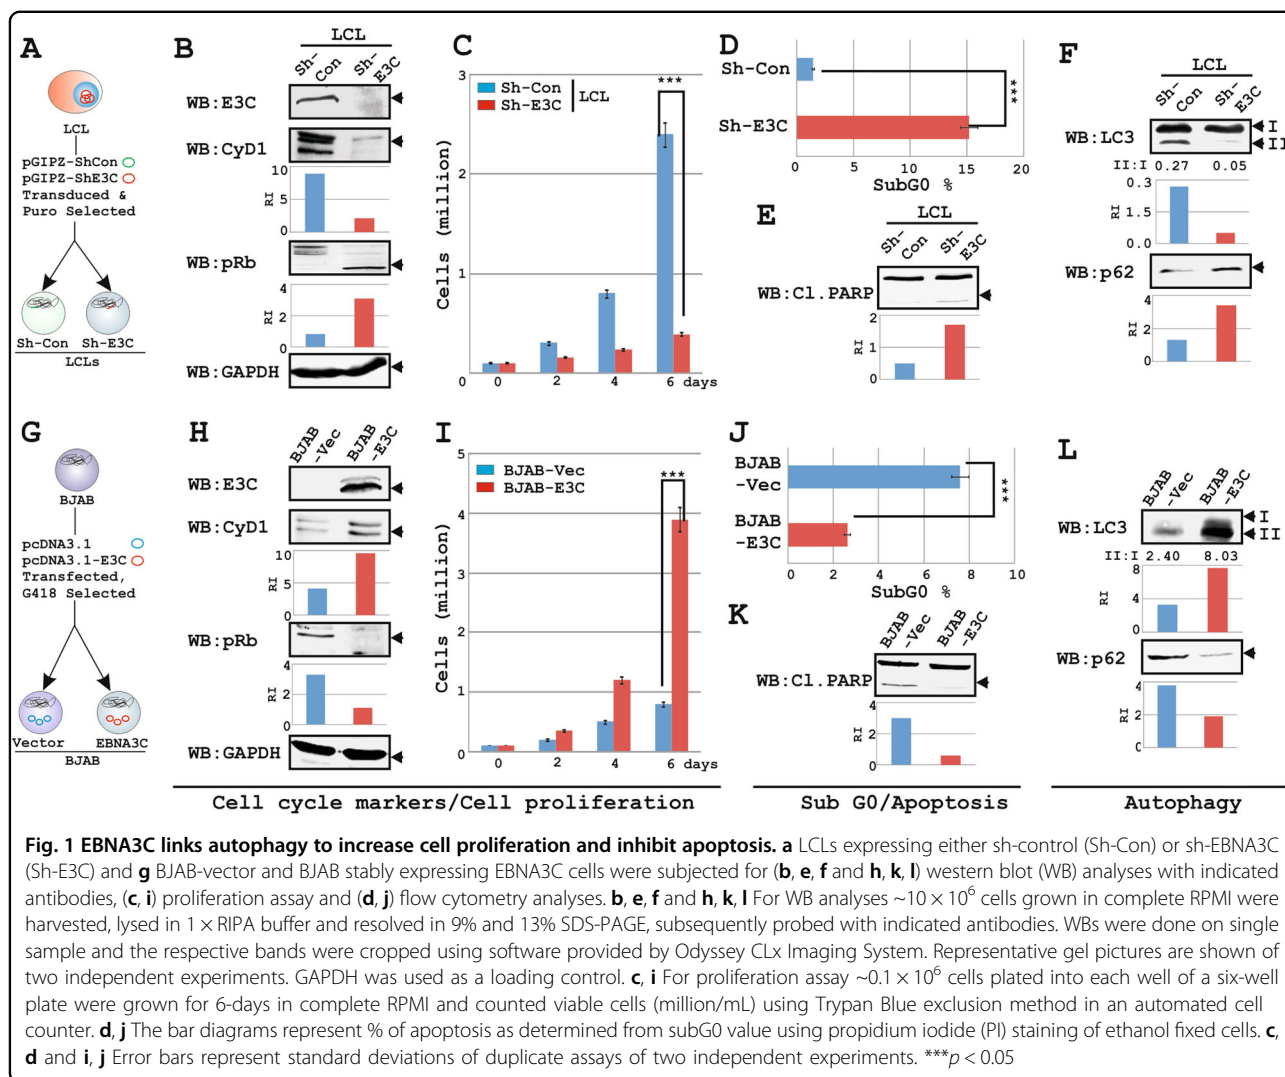 A
LCL
pGIPZ-ShCon
pGIPZ-ShE3C
Transduced &
Puro Selected
Sh-Con Sh-E3C
LCLs
B
LCL
Sh-Con Sh-E3C
WB:E3C
WB:CyD1
10
5
0
RI
WB:pRb
4
2
0
RI
WB:GAPDH
C
3
2
1
0
Cells (million)
Sh-Con
Sh-E3C
LCL
***
0 2 4 6 days
D
Sh-Con
Sh-E3C
***
0 5 10 15 20
SubG0 %
E
LCL
Sh-Con Sh-E3C
WB:Cl.PARP
2
1
0
RI
F
LCL
Sh-Con Sh-E3C
WB:LC3
I
II
II:I 0.27 0.05
0.3
1.5
0.0
RI
WB:p62
4
2
0
RI
G
BJAB
pcDNA3.1
pcDNA3.1-E3C
Transfected,
G418 Selected
Vector EBNA3C
BJAB
H
BJAB-Vec BJAB-E3C
WB:E3C
WB:CyD1
10
5
0
RI
WB:pRb
4
2
0
RI
WB:GAPDH
I
5
4
3
2
1
0
Cells (million)
BJAB-Vec
BJAB-E3C
***
0 2 4 6 days
J
BJAB-Vec
BJAB-E3C
***
0 2 4 6 8 10
SubG0 %
K
BJAB-Vec BJAB-E3C
WB:Cl.PARP
4
2
0
RI
L
BJAB-Vec BJAB-E3C
WB:LC3
I
II
II:I 2.40 8.03
8
4
0
RI
WB:p62
4
2
0
RI
Cell cycle markers/Cell proliferation
Sub G0/Apoptosis
Autophagy
Fig. 1 EBNA3C links autophagy to increase cell proliferation and inhibit apoptosis. a LCLs expressing either sh-control (Sh-Con) or sh-EBNA3C
(Sh-E3C) and g BJAB-vector and BJAB stably expressing EBNA3C cells were subjected for (b, e, f and h, k, l) western blot (WB) analyses with indicated
antibodies, (c, i) proliferation assay and (d, j) flow cytometry analyses. b, e, f and h, k, l For WB analyses ~10 × 10⁶ cells grown in complete RPMI were
harvested, lysed in 1 × RIPA buffer and resolved in 9% and 13% SDS-PAGE, subsequently probed with indicated antibodies. WBs were done on single
sample and the respective bands were cropped using software provided by Odyssey CLx Imaging System. Representative gel pictures are shown of
two independent experiments. GAPDH was used as a loading control. c, i For proliferation assay ~0.1 × 10⁶ cells plated into each well of a six-well
plate were grown for 6-days in complete RPMI and counted viable cells (million/mL) using Trypan Blue exclusion method in an automated cell
counter. d, j The bar diagrams represent % of apoptosis as determined from subG0 value using propidium iodide (PI) staining of ethanol fixed cells. c,
d and i, j Error bars represent standard deviations of duplicate assays of two independent experiments. ***p < 0.05